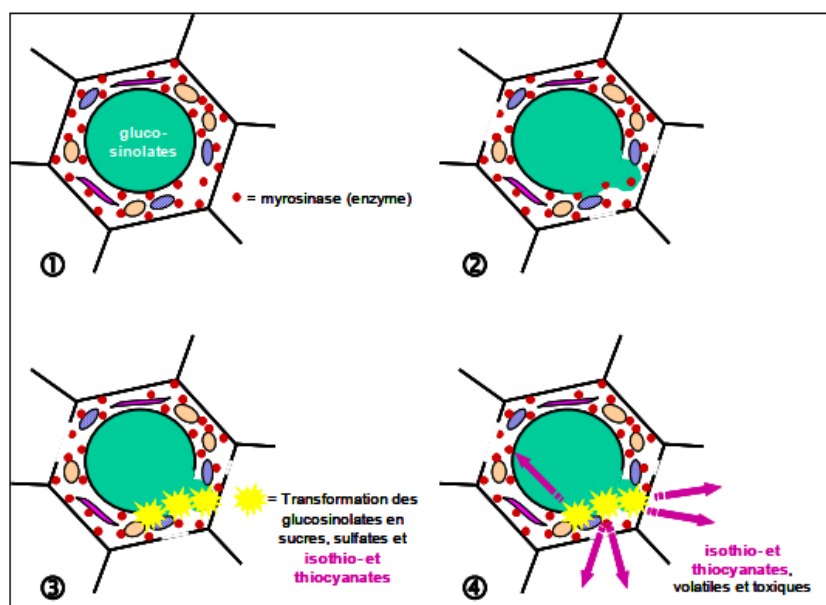 gluco-
sinolates
= myrosinase (enzyme)
①
②
= Transformation des
glucosinolates en
sucres, sulfates et
isothio-et
thiocyanates
③
isothio-et
thiocyanates,
volatiles et toxiques
④